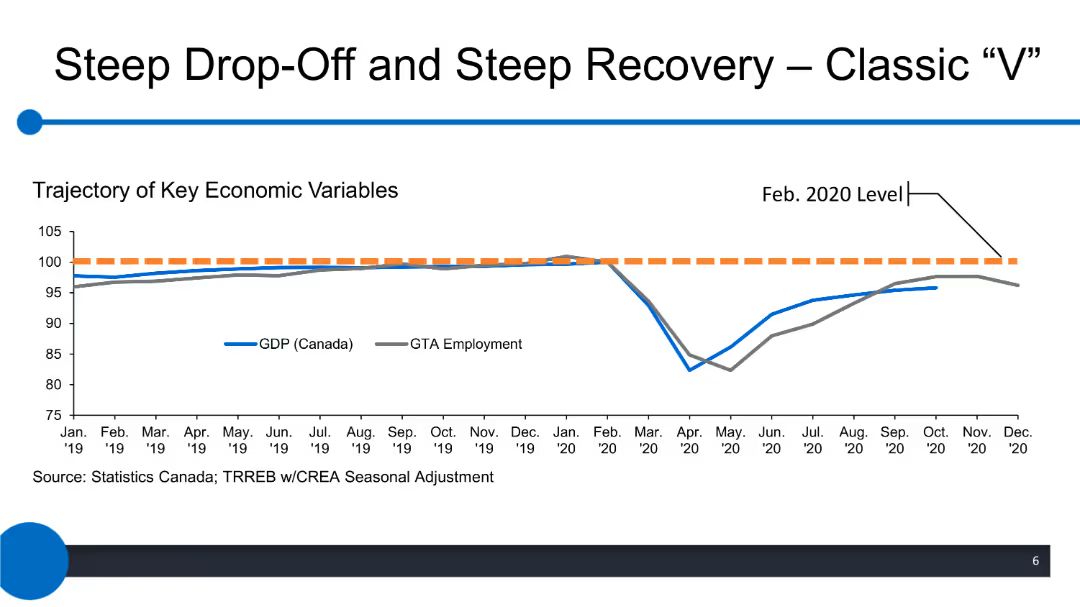 Steep Drop-Off and Steep Recovery – Classic “V”
Trajectory of Key Economic Variables
Feb. 2020 Level
105
100
95
90
85
80
75
GDP (Canada) GTA Employment
Jan. Feb. Mar. Apr. May. Jun. Jul. Aug. Sep. Oct. Nov. Dec. Jan. Feb. Mar. Apr. May. Jun. Jul. Aug. Sep. Oct. Nov. Dec.
'19 '19 '19 '19 '19 '19 '19 '19 '19 '19 '19 '19 '20 '20 '20 '20 '20 '20 '20 '20 '20 '20 '20 '20
Source: Statistics Canada; TRREB w/CREA Seasonal Adjustment
6